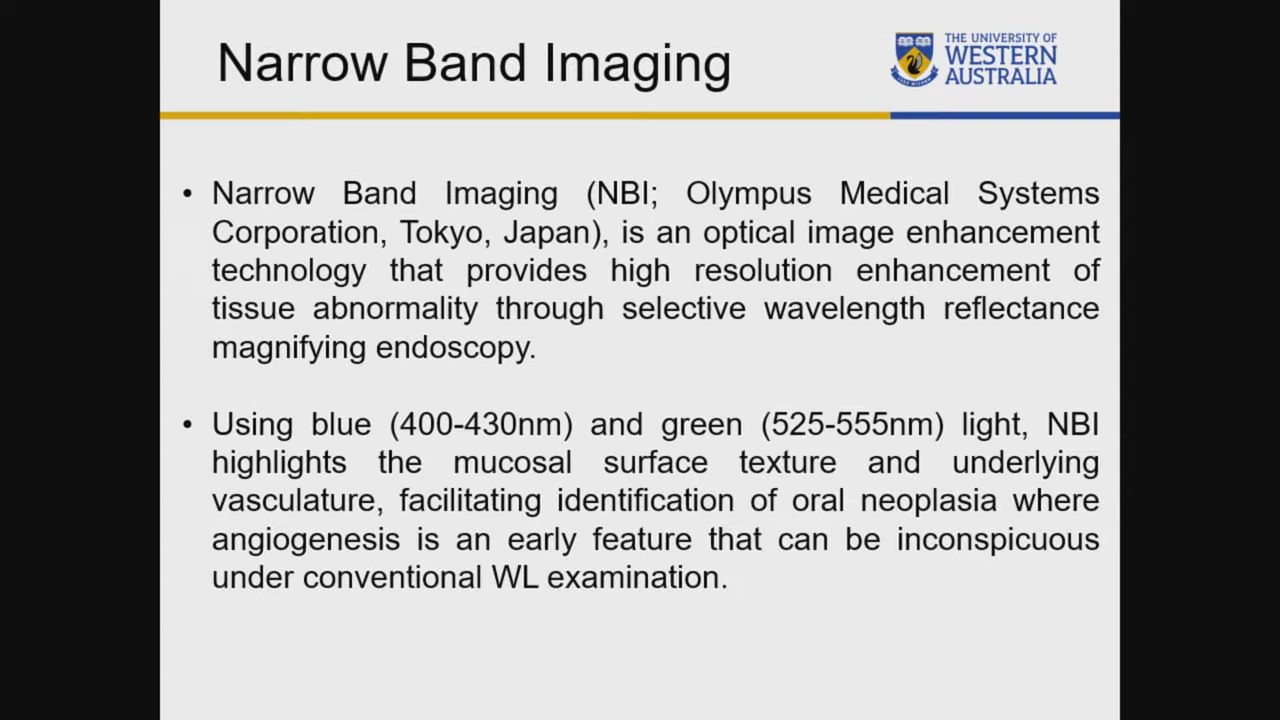 Narrow Band Imaging
THE UNIVERSITY OF
WESTERN
AUSTRALIA
• Narrow Band Imaging (NBI; Olympus Medical Systems
Corporation, Tokyo, Japan), is an optical image enhancement
technology that provides high resolution enhancement of
tissue abnormality through selective wavelength reflectance
magnifying endoscopy.
• Using blue (400-430nm) and green (525-555nm) light, NBI
highlights the mucosal surface texture and underlying
vasculature, facilitating identification of oral neoplasia where
angiogenesis is an early feature that can be inconspicuous
under conventional WL examination.